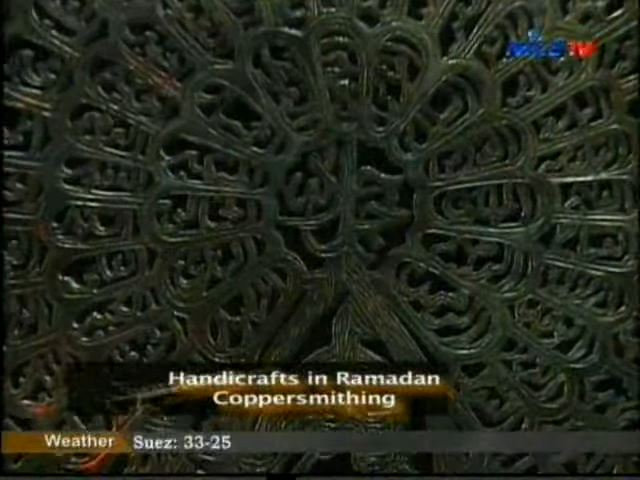 Handicrafts in Ramadan
Coppersmithing
Weather
Suez: 33-25